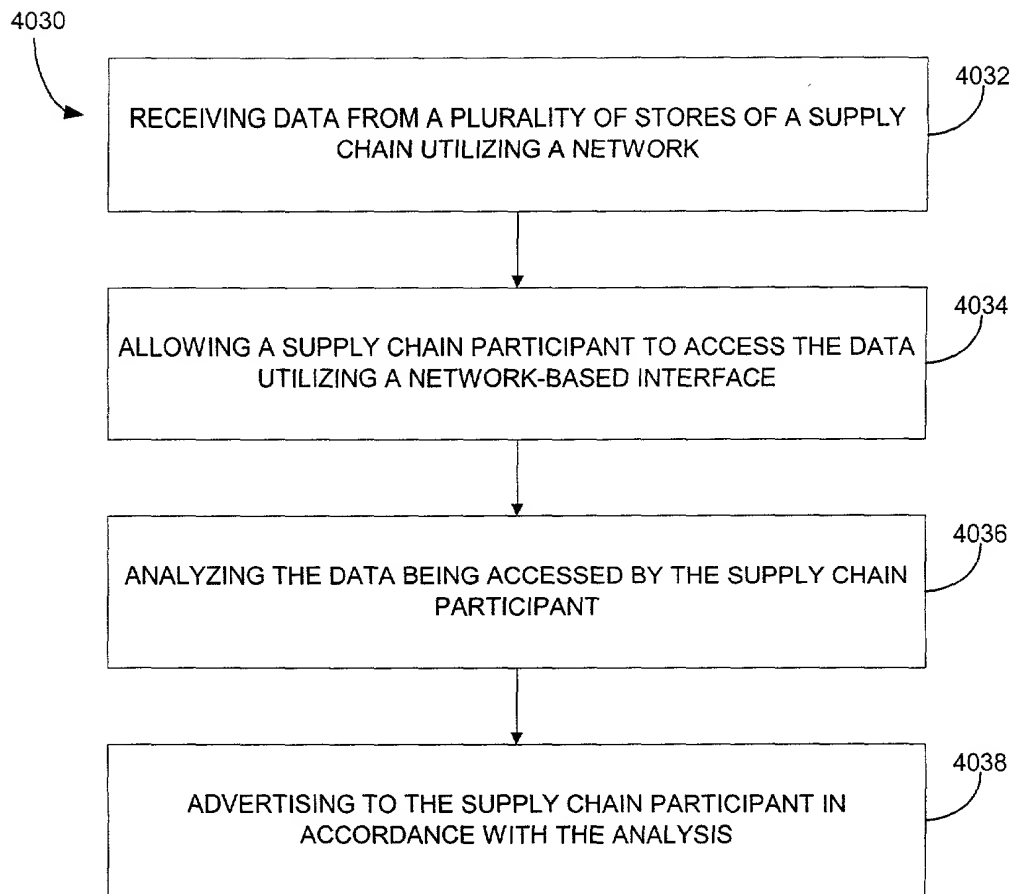 4030
4032
RECEIVING DATA FROM A PLURALITY OF STORES OF A SUPPLY
CHAIN UTILIZING A NETWORK
4034
ALLOWING A SUPPLY CHAIN PARTICIPANT TO ACCESS THE DATA
UTILIZING A NETWORK-BASED INTERFACE
4036
ANALYZING THE DATA BEING ACCESSED BY THE SUPPLY CHAIN
PARTICIPANT
4038
ADVERTISING TO THE SUPPLY CHAIN PARTICIPANT IN
ACCORDANCE WITH THE ANALYSIS